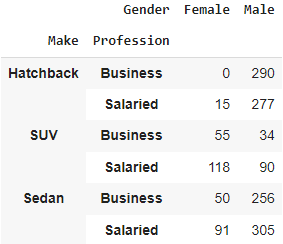 Gender Female Male
Make Profession
Hatchback Business 0 290
Salaried 15 277
SUV Business 55 34
Salaried 118 90
Sedan Business 50 256
Salaried 91 305